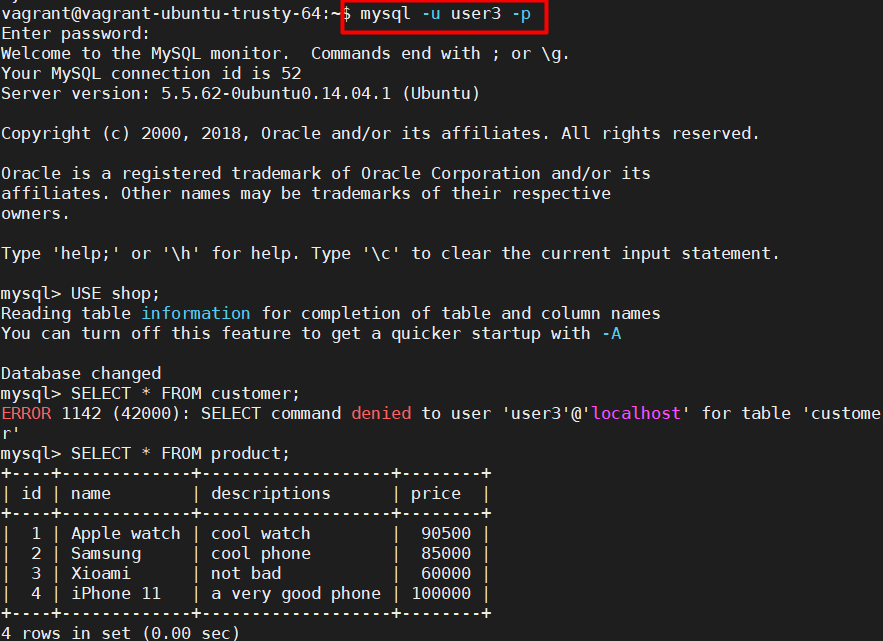 vagrant@vagrant-ubuntu-trusty-64:~$ mysql -u user3 -p
Enter password:
Welcome to the MySQL monitor.  Commands end with ; or \g.
Your MySQL connection id is 52
Server version: 5.5.62-0ubuntu0.14.04.1 (Ubuntu)

Copyright (c) 2000, 2018, Oracle and/or its affiliates. All rights reserved.

Oracle is a registered trademark of Oracle Corporation and/or its
affiliates. Other names may be trademarks of their respective
owners.

Type 'help;' or '\h' for help. Type '\c' to clear the current input statement.

mysql> USE shop;
Reading table information for completion of table and column names
You can turn off this feature to get a quicker startup with -A

Database changed
mysql> SELECT * FROM customer;
ERROR 1142 (42000): SELECT command denied to user 'user3'@'localhost' for table 'custome
r'
mysql> SELECT * FROM product;
+----+-------------+-------------------+--------+
| id | name        | descriptions      | price  |
+----+-------------+-------------------+--------+
|  1 | Apple watch | cool watch        |  90500 |
|  2 | Samsung     | cool phone        |  85000 |
|  3 | Xioami      | not bad           |  60000 |
|  4 | iPhone 11   | a very good phone | 100000 |
+----+-------------+-------------------+--------+
4 rows in set (0.00 sec)